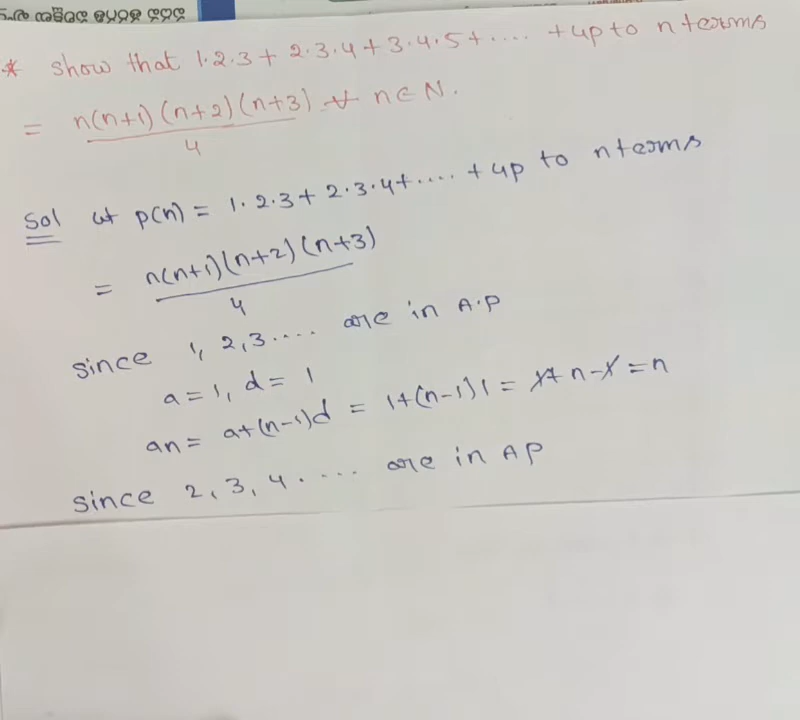 * show that 1·2·3 + 2·3·4 + 3·4·5 + .... + up to n terms
= n(n+1)(n+2)(n+3)/4 ∀ n∈N.
Sol let p(n) = 1·2·3 + 2·3·4 + .... + up to n terms
= n(n+1)(n+2)(n+3)/4
since 1, 2, 3 .... are in A.P
a = 1, d = 1
an = a+(n-1)d = 1+(n-1)1 = 1+n-1 = n
since 2, 3, 4 .... are in AP